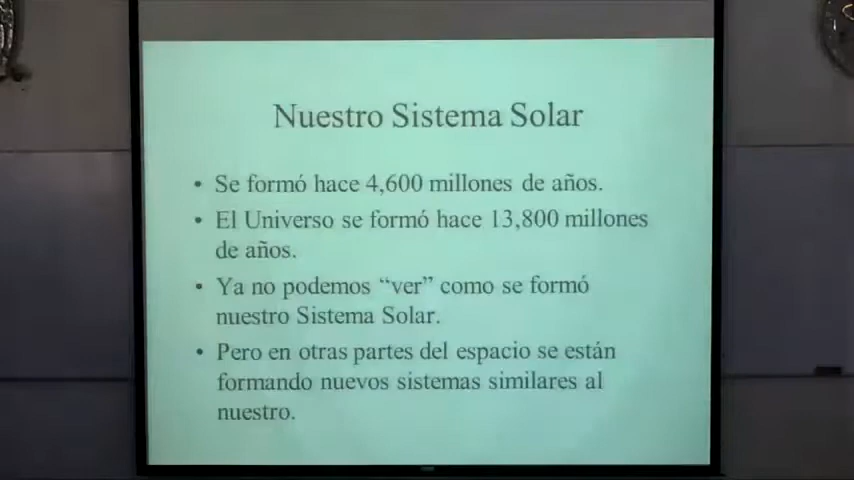 Nuestro Sistema Solar
• Se formó hace 4,600 millones de años.
• El Universo se formó hace 13,800 millones
de años.
• Ya no podemos “ver” como se formó
nuestro Sistema Solar.
• Pero en otras partes del espacio se están
formando nuevos sistemas similares al
nuestro.